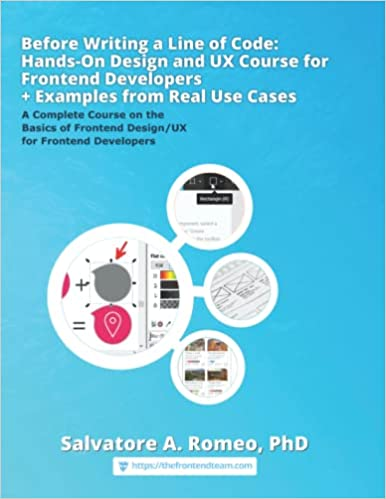 Before Writing a Line of Code:
Hands-On Design and UX Course for
Frontend Developers
+ Examples from Real Use Cases
A Complete Course on the
Basics of Frontend Design/UX
for Frontend Developers
Rectangle (R)
Salvatore A. Romeo, PhD
https://thefrontendteam.com